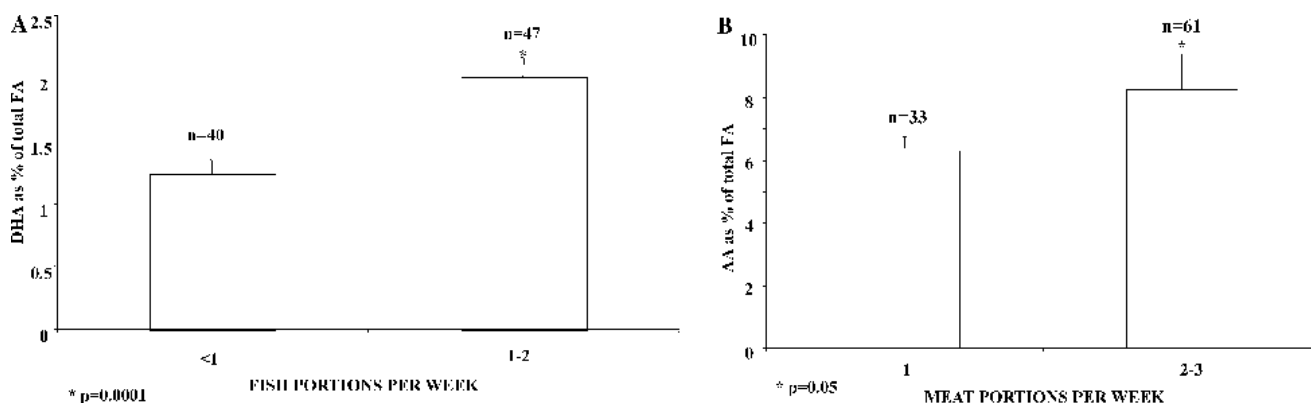 A
2.5
2
1.5
1
0.5
0
DHA as % of total FA
n=40
n=47
*
<1
1-2
FISH PORTIONS PER WEEK
* p=0.0001
B
10
8
6
4
2
0
AA as % of total FA
n=33
n=61
*
1
2-3
MEAT PORTIONS PER WEEK
* p=0.05